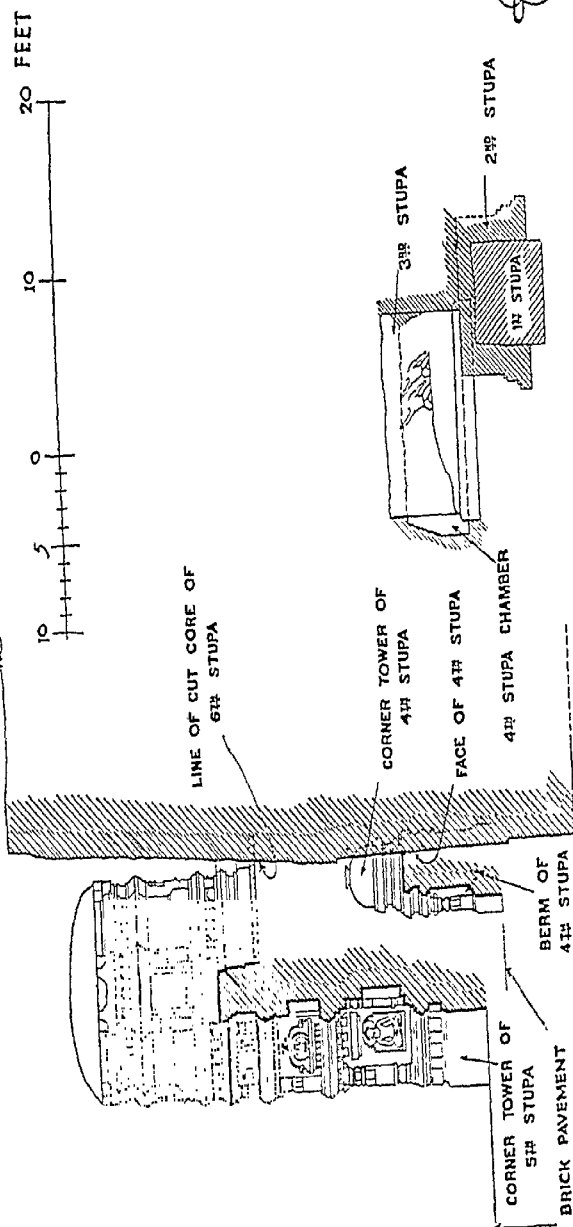 10 5 0 10 20 FEET
LINE OF CUT CORE OF
6TH STUPA
CORNER TOWER OF
4TH STUPA
FACE OF 4TH STUPA
4TH STUPA CHAMBER
3RD STUPA
1ST STUPA
2ND STUPA
BERM OF
4TH STUPA
CORNER TOWER OF
5TH STUPA
BRICK PAVEMENT